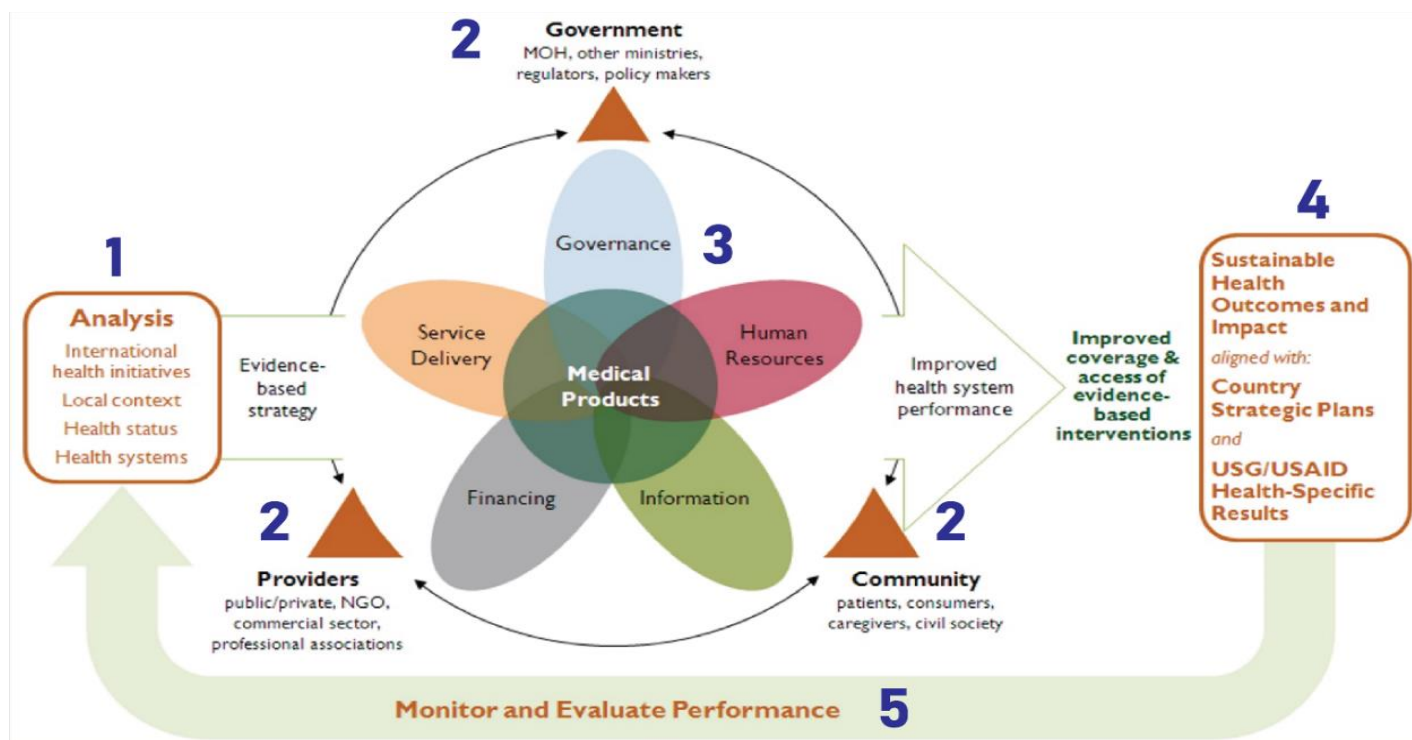 2
Government
MOH, other ministries,
regulators, policy makers
1
Analysis
International
health initiatives
Local context
Health status
Health systems
Evidence-
based
strategy
3
Governance
Service
Delivery
Human
Resources
Medical
Products
Financing
Information
Improved
health system
performance
Improved
coverage &
access of
evidence-
based
interventions
4
Sustainable
Health
Outcomes and
Impact
aligned with:
Country
Strategic Plans
and
USG/USAID
Health-Specific
Results
2
Providers
public/private, NGO,
commercial sector,
professional associations
2
Community
patients, consumers,
caregivers, civil society
Monitor and Evaluate Performance 5